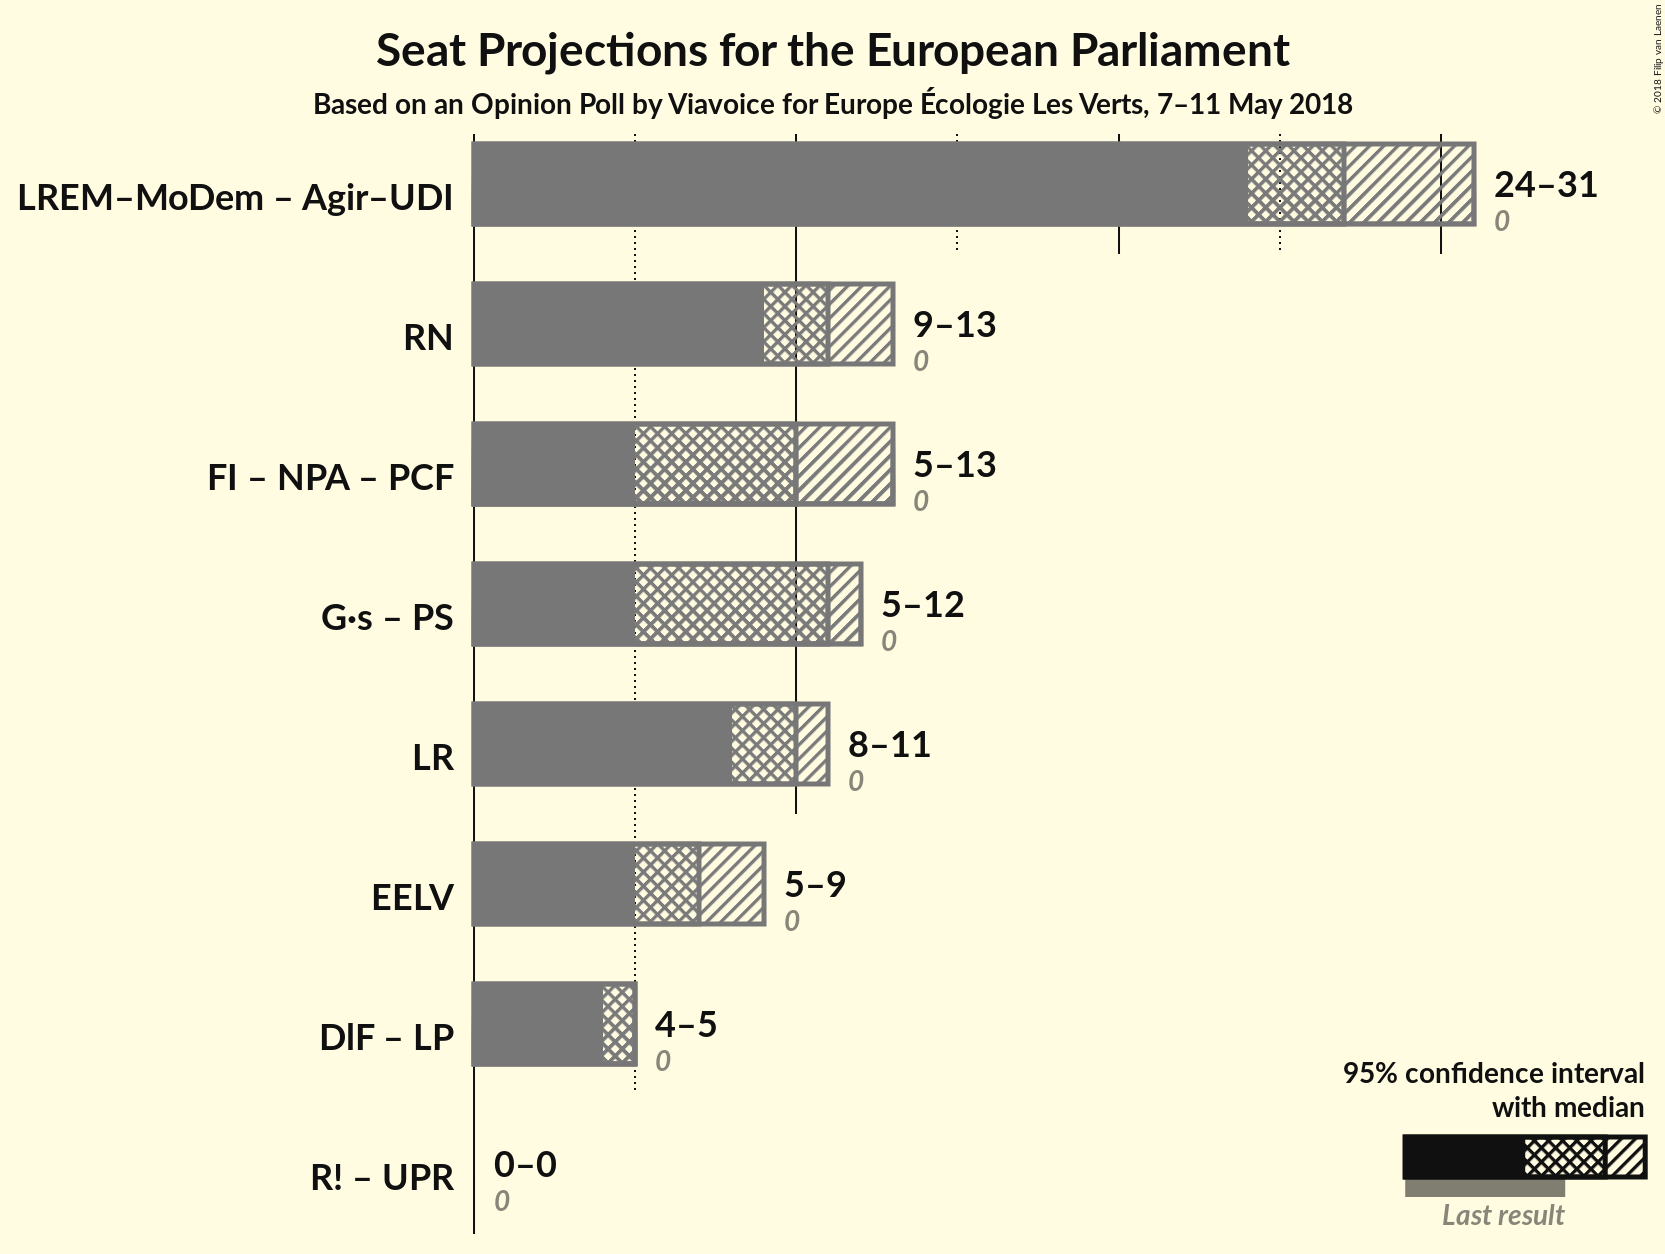 Seat Projections for the European Parliament
Based on an Opinion Poll by Viavoice for Europe Écologie Les Verts, 7–11 May 2018
© 2018 Filip van Laenen
LREM–MoDem – Agir–UDI
24–31
0
RN
9–13
0
FI – NPA – PCF
5–13
0
G·s – PS
5–12
0
LR
8–11
0
EELV
5–9
0
DlF – LP
4–5
0
R! – UPR
0–0
0
95% confidence interval
with median
Last result